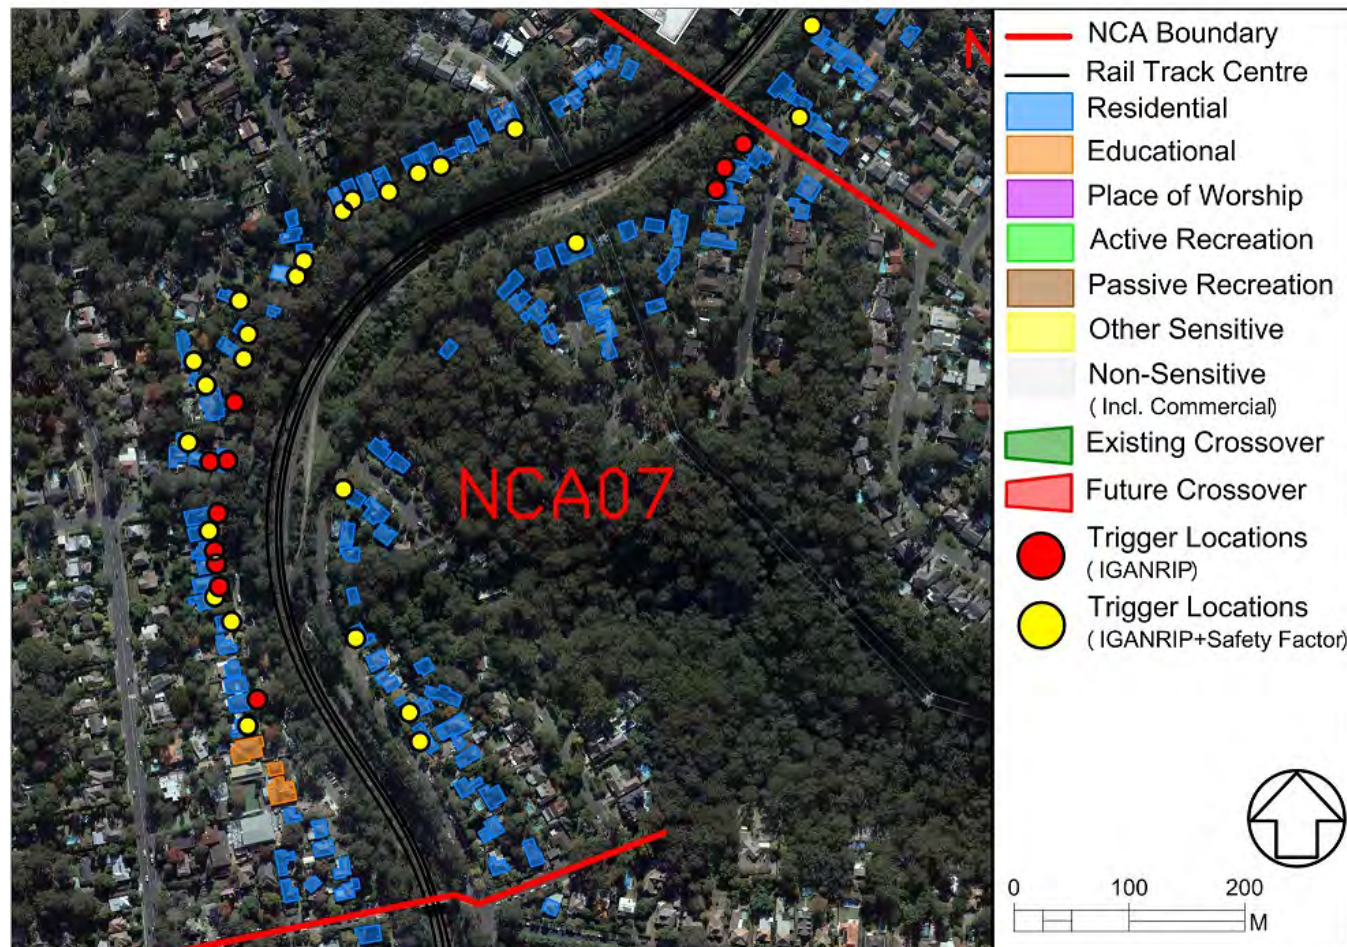 N
NCA07
NCA Boundary
Rail Track Centre
Residential
Educational
Place of Worship
Active Recreation
Passive Recreation
Other Sensitive
Non-Sensitive
( Incl. Commercial)
Existing Crossover
Future Crossover
Trigger Locations
( IGANRIP)
Trigger Locations
( IGANRIP+Safety Factor)
0 100 200
M